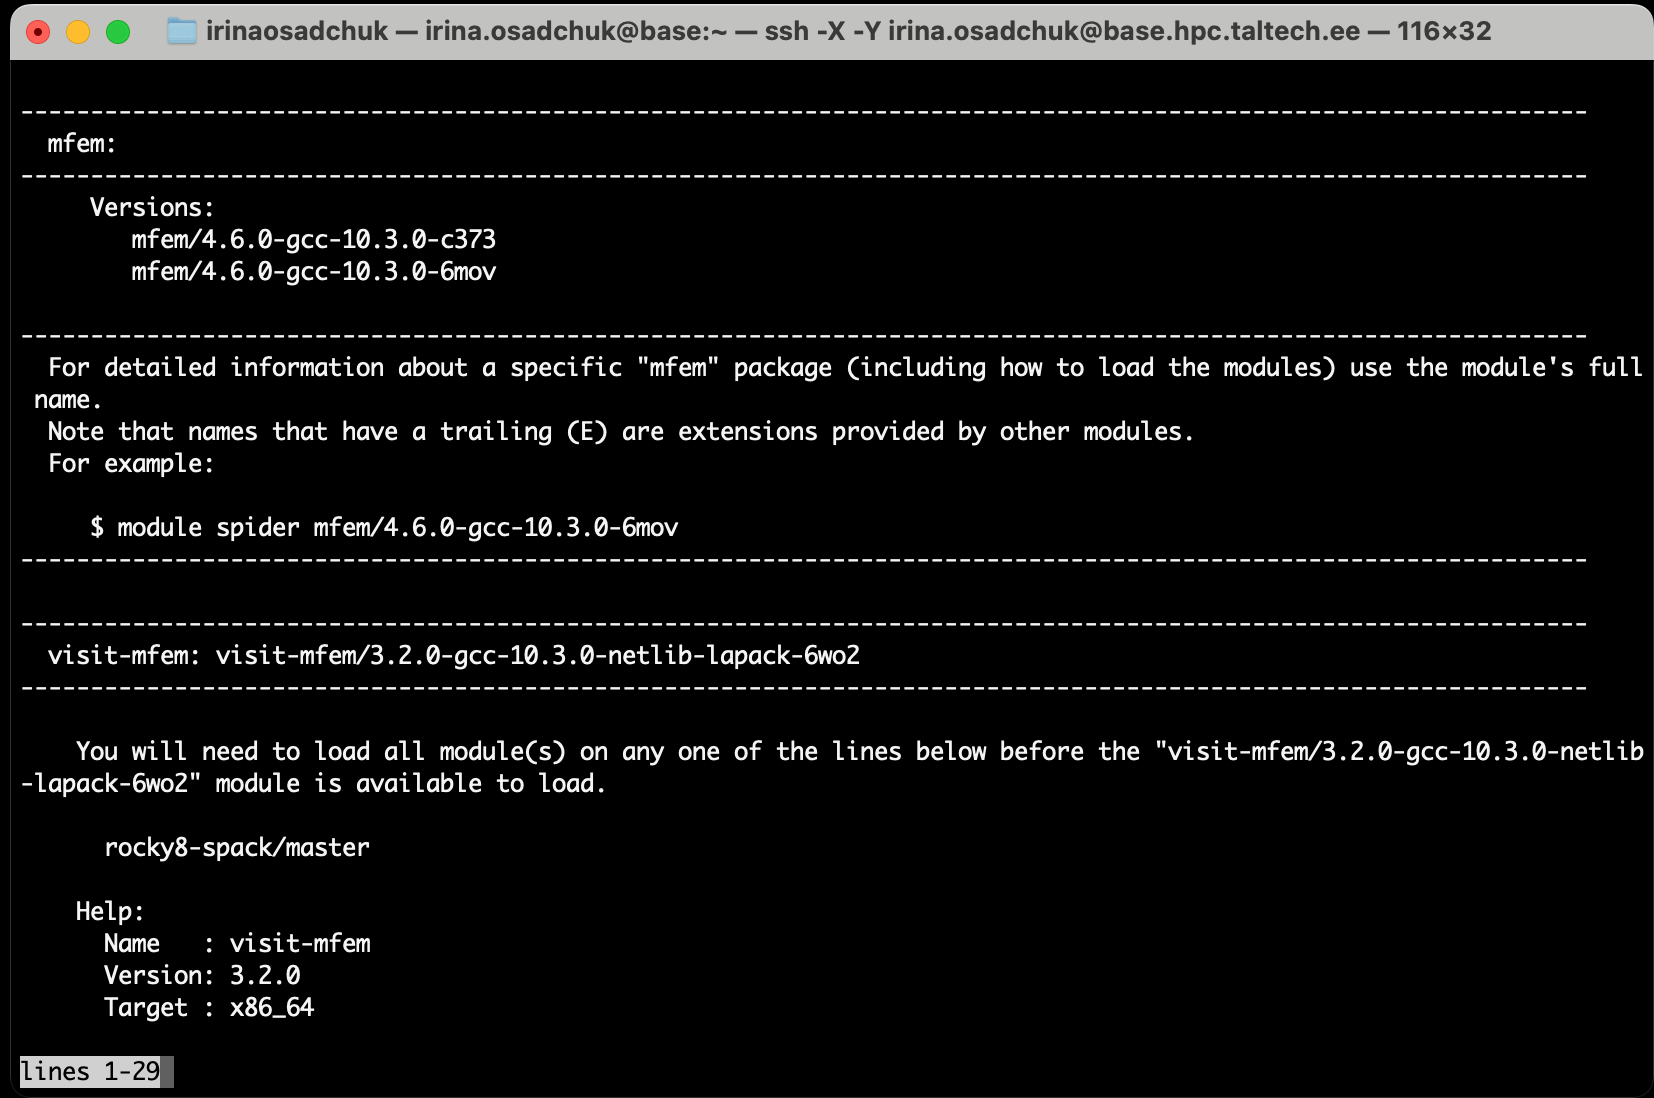 irinaosadchuk — irina.osadchuk@base:~ — ssh -X -Y irina.osadchuk@base.hpc.taltech.ee — 116×32
----------------------------------------------------------------------------------------------------------------
mfem:
----------------------------------------------------------------------------------------------------------------
Versions:
mfem/4.6.0-gcc-10.3.0-c373
mfem/4.6.0-gcc-10.3.0-6mov
----------------------------------------------------------------------------------------------------------------
For detailed information about a specific "mfem" package (including how to load the modules) use the module's full
name.
Note that names that have a trailing (E) are extensions provided by other modules.
For example:
$ module spider mfem/4.6.0-gcc-10.3.0-6mov
----------------------------------------------------------------------------------------------------------------
----------------------------------------------------------------------------------------------------------------
visit-mfem: visit-mfem/3.2.0-gcc-10.3.0-netlib-lapack-6wo2
----------------------------------------------------------------------------------------------------------------
You will need to load all module(s) on any one of the lines below before the "visit-mfem/3.2.0-gcc-10.3.0-netlib
-lapack-6wo2" module is available to load.
rocky8-spack/master
Help:
Name   : visit-mfem
Version: 3.2.0
Target : x86_64
lines 1-29